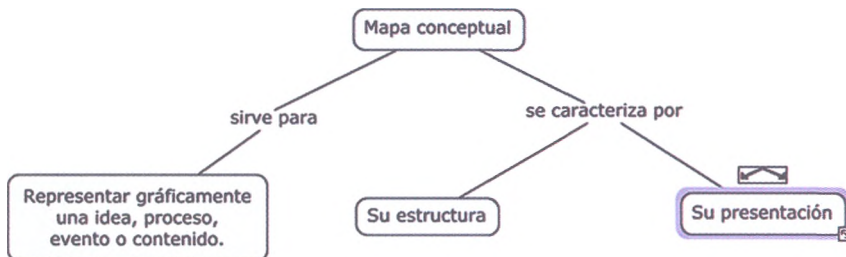 Mapa conceptual
sirve para
se caracteriza por
Representar gráficamente
una idea, proceso,
evento o contenido.
Su estructura
Su presentación